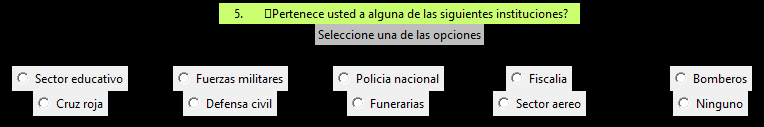 5. Pertenece usted a alguna de las siguientes instituciones?
Seleccione una de las opciones
Sector educativo Fuerzas militares Policia nacional Fiscalia Bomberos
Cruz roja Defensa civil Funerarias Sector aereo Ninguno